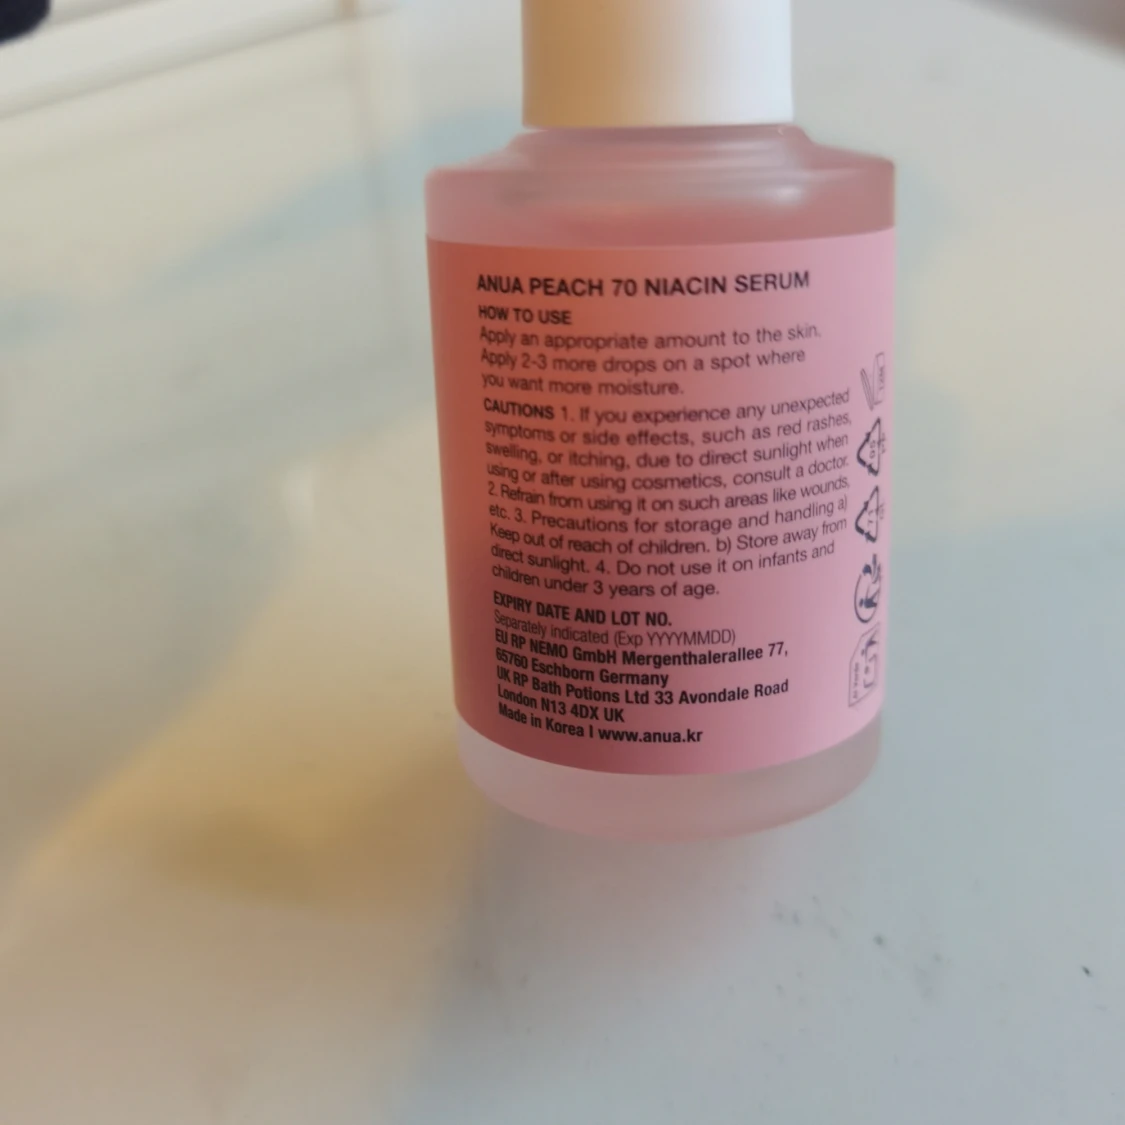 ANUA PEACH 70 NIACIN SERUM
HOW TO USE
Apply an appropriate amount to the skin.
Apply 2-3 more drops on a spot where
you want more moisture.
CAUTIONS 1. If you experience any unexpected
symptoms or side effects, such as red rashes,
swelling, or itching, due to direct sunlight when
using or after using cosmetics, consult a doctor.
2. Refrain from using it on such areas like wounds,
etc. 3. Precautions for storage and handling a)
Keep out of reach of children. b) Store away from
direct sunlight. 4. Do not use it on infants and
children under 3 years of age.
EXPIRY DATE AND LOT NO.
Separately indicated (Exp YYYYMMDD)
EU RP NEMO GmbH Mergenthalerallee 77,
65760 Eschborn Germany
UK RP Bath Potions Ltd 33 Avondale Road
London N13 4DX UK
Made in Korea I www.anua.kr